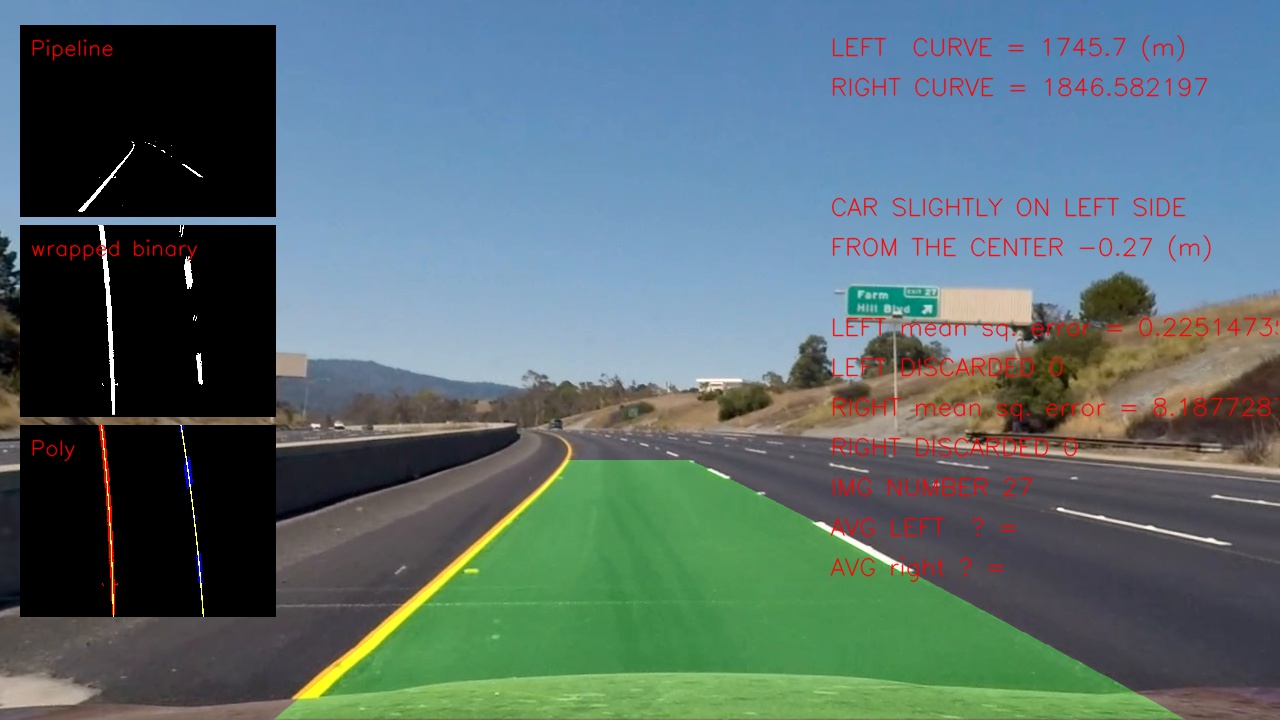 Pipeline
wrapped binary
Poly
LEFT CURVE = 1745.7 (m)
RIGHT CURVE = 1846.582197
CAR SLIGHTLY ON LEFT SIDE
FROM THE CENTER -0.27 (m)
EXIT 27
Farm
Hill Blvd
LEFT mean sq. error = 0.2251473
LEFT DISCARDED 0
RIGHT mean sq. error = 8.187728
RIGHT DISCARDED 0
IMG NUMBER 27
AVG LEFT ? =
AVG right ? =